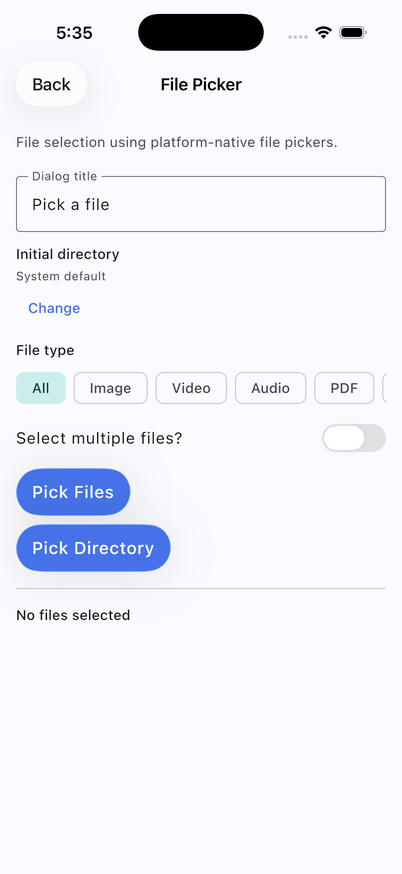 5:35
Back
File Picker
File selection using platform-native file pickers.
Dialog title
Pick a file
Initial directory
System default
Change
File type
All Image Video Audio PDF
Select multiple files?
Pick Files
Pick Directory
No files selected